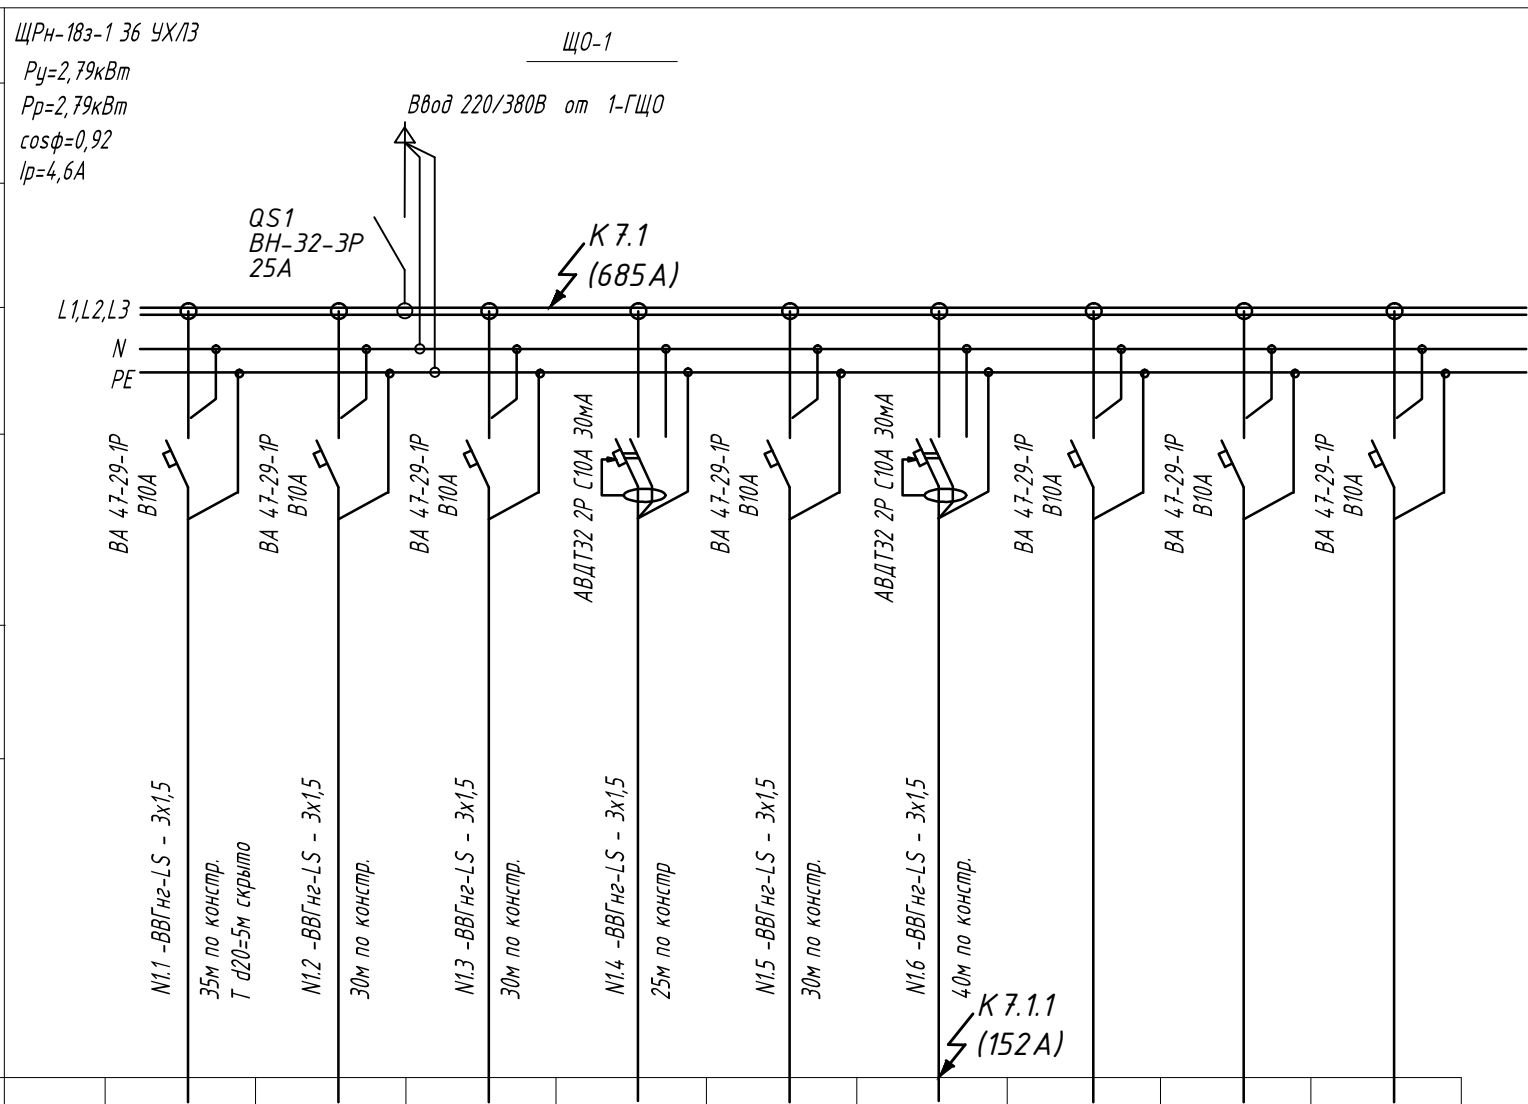 ЩРн-18з-1 36 УХЛ3
Ру=2,79кВт
Рр=2,79кВт
cosφ=0,92
Iр=4,6А
ЩО-1
Ввод 220/380В от 1-ГЩО
QS1
ВН-32-3Р
25А
К 7.1
(685 А)
L1,L2,L3
N
PE
ВА 47-29-1Р
В10А
ВА 47-29-1Р
В10А
ВА 47-29-1Р
В10А
АВДТ32 2Р С10А 30мА
ВА 47-29-1Р
В10А
АВДТ32 2Р С10А 30мА
ВА 47-29-1Р
В10А
ВА 47-29-1Р
В10А
ВА 47-29-1Р
В10А
N1.1 -ВВГнг-LS - 3х1,5
35м по констр.
Т d20=5м скрыто
N1.2 -ВВГнг-LS - 3х1,5
30м по констр.
N1.3 -ВВГнг-LS - 3х1,5
30м по констр.
N1.4 -ВВГнг-LS - 3х1,5
25м по констр
N1.5 -ВВГнг-LS - 3х1,5
30м по констр.
N1.6 -ВВГнг-LS - 3х1,5
40м по констр.
К 7.1.1
(152 А)